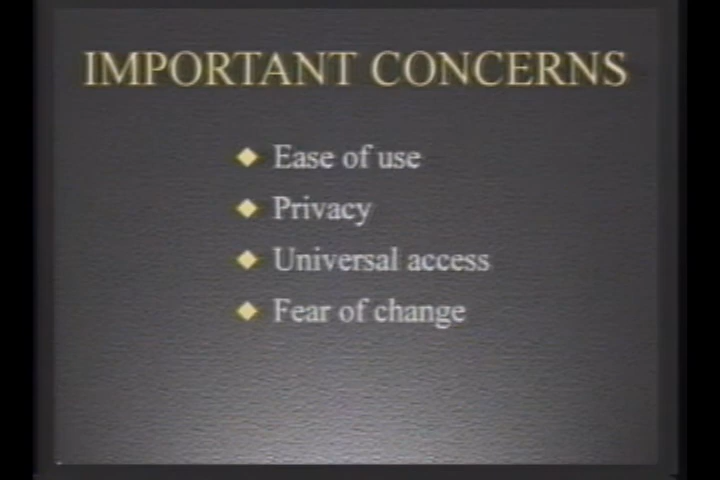 IMPORTANT CONCERNS
Ease of use
Privacy
Universal access
Fear of change